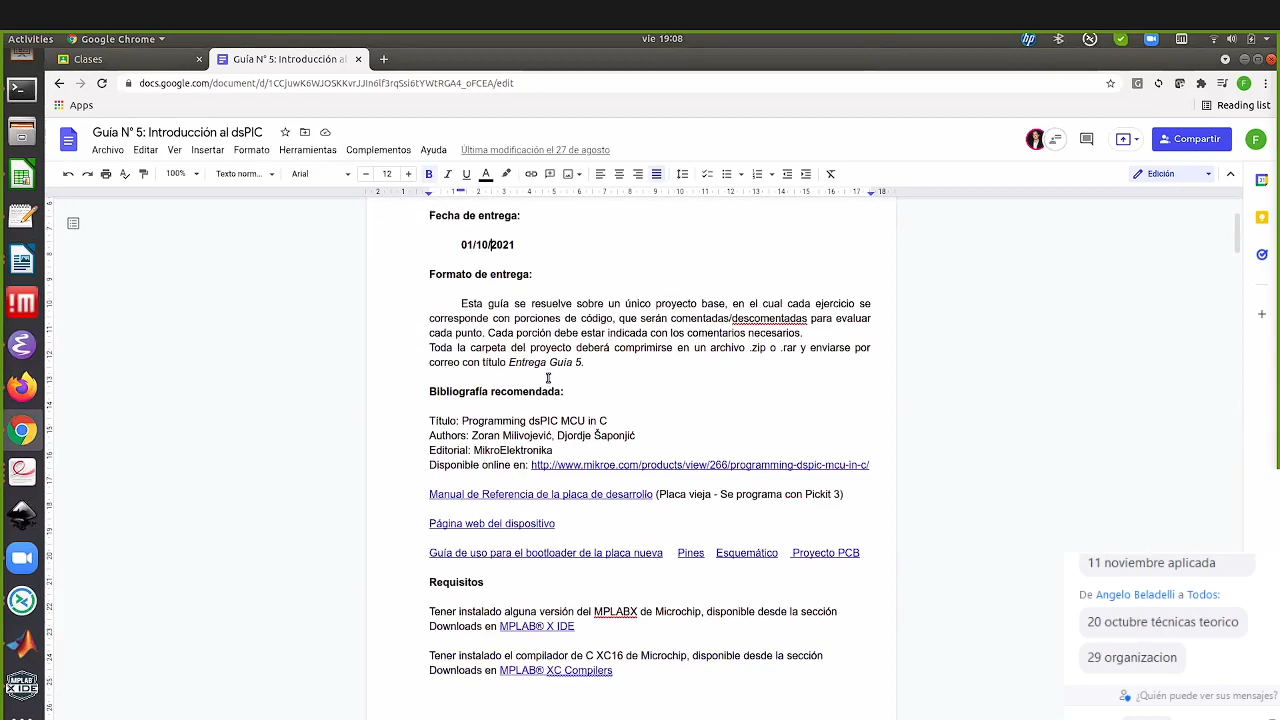 Activities
Google Chrome
vie 19:08
Clases
Guía N° 5: Introducción al
docs.google.com/document/d/1CCjuwK6WJOSKKvrJJIn6lf3rqSsi6tYWtRGA4_oFCEA/edit
Apps
Reading list
Guía N° 5: Introducción al dsPIC
Archivo Editar Ver Insertar Formato Herramientas Complementos Ayuda Última modificación el 27 de agosto
Compartir
F
100% Texto norm... Arial 12 Edición
Fecha de entrega:
01/10/2021
Formato de entrega:
Esta guía se resuelve sobre un único proyecto base, en el cual cada ejercicio se
corresponde con porciones de código, que serán comentadas/descomentadas para evaluar
cada punto. Cada porción debe estar indicada con los comentarios necesarios.
Toda la carpeta del proyecto deberá comprimirse en un archivo .zip o .rar y enviarse por
correo con título Entrega Guía 5.
Bibliografía recomendada:
Título: Programming dsPIC MCU in C
Authors: Zoran Milivojević, Djordje Šaponjić
Editorial: MikroElektronika
Disponible online en: http://www.mikroe.com/products/view/266/programming-dspic-mcu-in-c/
Manual de Referencia de la placa de desarrollo (Placa vieja - Se programa con Pickit 3)
Página web del dispositivo
Guía de uso para el bootloader de la placa nueva Pines Esquemático Proyecto PCB
Requisitos
Tener instalado alguna versión del MPLABX de Microchip, disponible desde la sección
Downloads en MPLAB® X IDE
Tener instalado el compilador de C XC16 de Microchip, disponible desde la sección
Downloads en MPLAB® XC Compilers
11 noviembre aplicada
De Angelo Beladelli a Todos:
20 octubre técnicas teorico
29 organizacion
¿Quién puede ver sus mensajes?